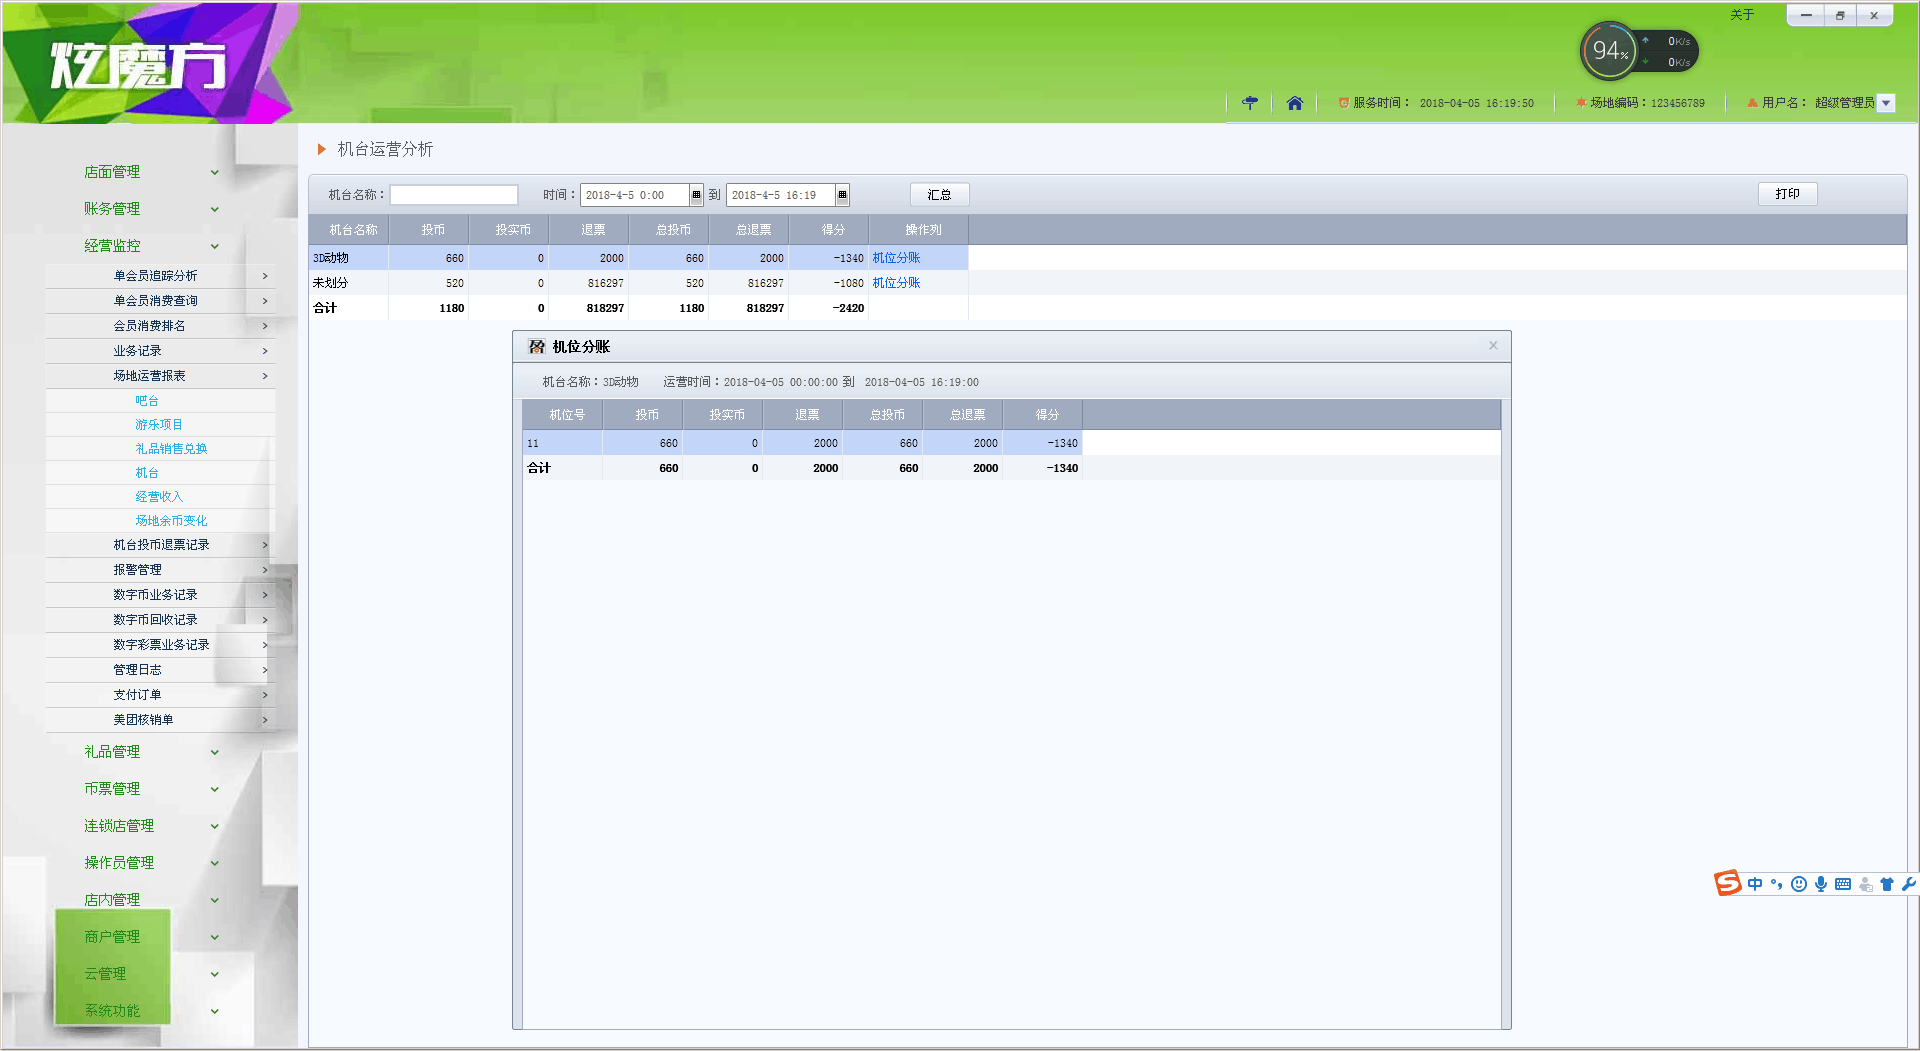 炫魔方
关于
94%
0K/s
0K/s
服务时间： 2018-04-05 16:19:50
场地编码：123456789
用户名： 超级管理员
店面管理
账务管理
经营监控
单会员追踪分析
单会员消费查询
会员消费排名
业务记录
场地运营报表
吧台
游乐项目
礼品销售兑换
机台
经营收入
场地余币变化
机台投币退票记录
报警管理
数字币业务记录
数字币回收记录
数字彩票业务记录
管理日志
支付订单
美团核销单
礼品管理
币票管理
连锁店管理
操作员管理
店内管理
商户管理
云管理
系统功能
机台运营分析
机台名称： 时间： 2018-4-5 0:00 到 2018-4-5 16:19 汇总 打印
机台名称 投币 投实币 退票 总投币 总退票 得分 操作列
3D动物 660 0 2000 660 2000 -1340 机位分账
未划分 520 0 816297 520 816297 -1080 机位分账
合计 1180 0 818297 1180 818297 -2420
机位分账
机台名称：3D动物 运营时间：2018-04-05 00:00:00 到 2018-04-05 16:19:00
机位号 投币 投实币 退票 总投币 总退票 得分
11 660 0 2000 660 2000 -1340
合计 660 0 2000 660 2000 -1340
S 中